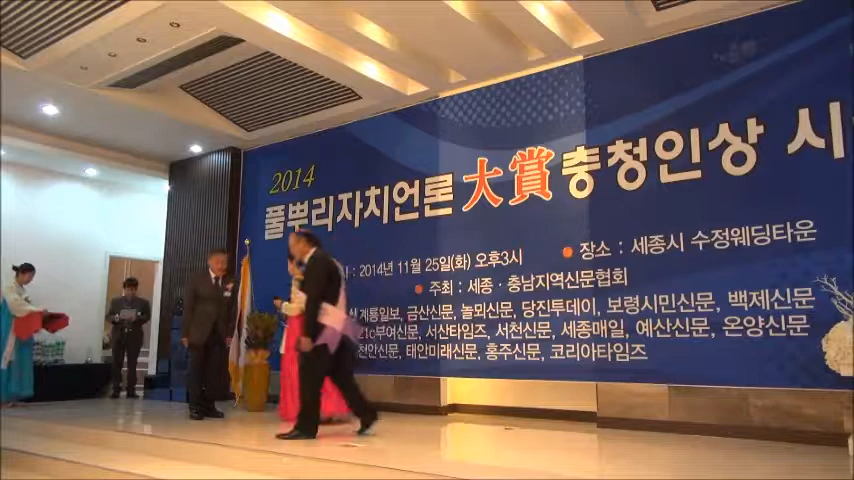 2014
풀뿌리자치언론 大賞 충청인상 시
: 2014년 11월 25일(화) 오후3시
• 장소 : 세종시 수정웨딩타운
• 주최 : 세종·충남지역신문협회
계룡일보, 금산신문, 놀뫼신문, 당진투데이, 보령시민신문, 백제신문
21c부여신문, 서산타임즈, 서천신문, 세종매일, 예산신문, 온양신문
천안신문, 태안미래신문, 홍주신문, 코리아타임즈